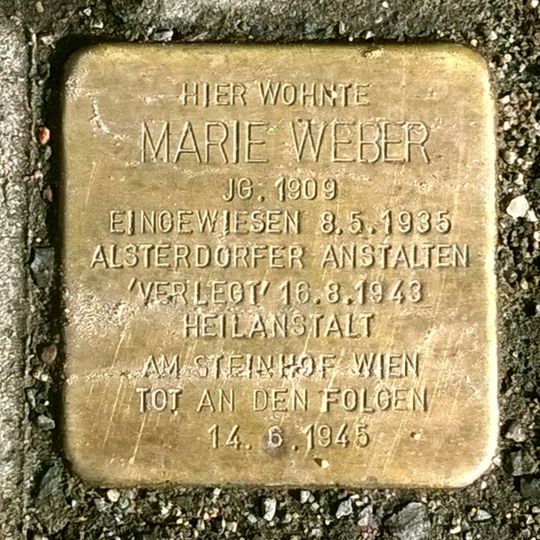 HIER WOHNTE
MARIE WEBER
JG. 1909
EINGEWIESEN 8.5.1935
ALSTERDORFER ANSTALTEN
'VERLEGT' 16.8.1943
HEILANSTALT
AM STEINHOF WIEN
TOT AN DEN FOLGEN
14.6.1945